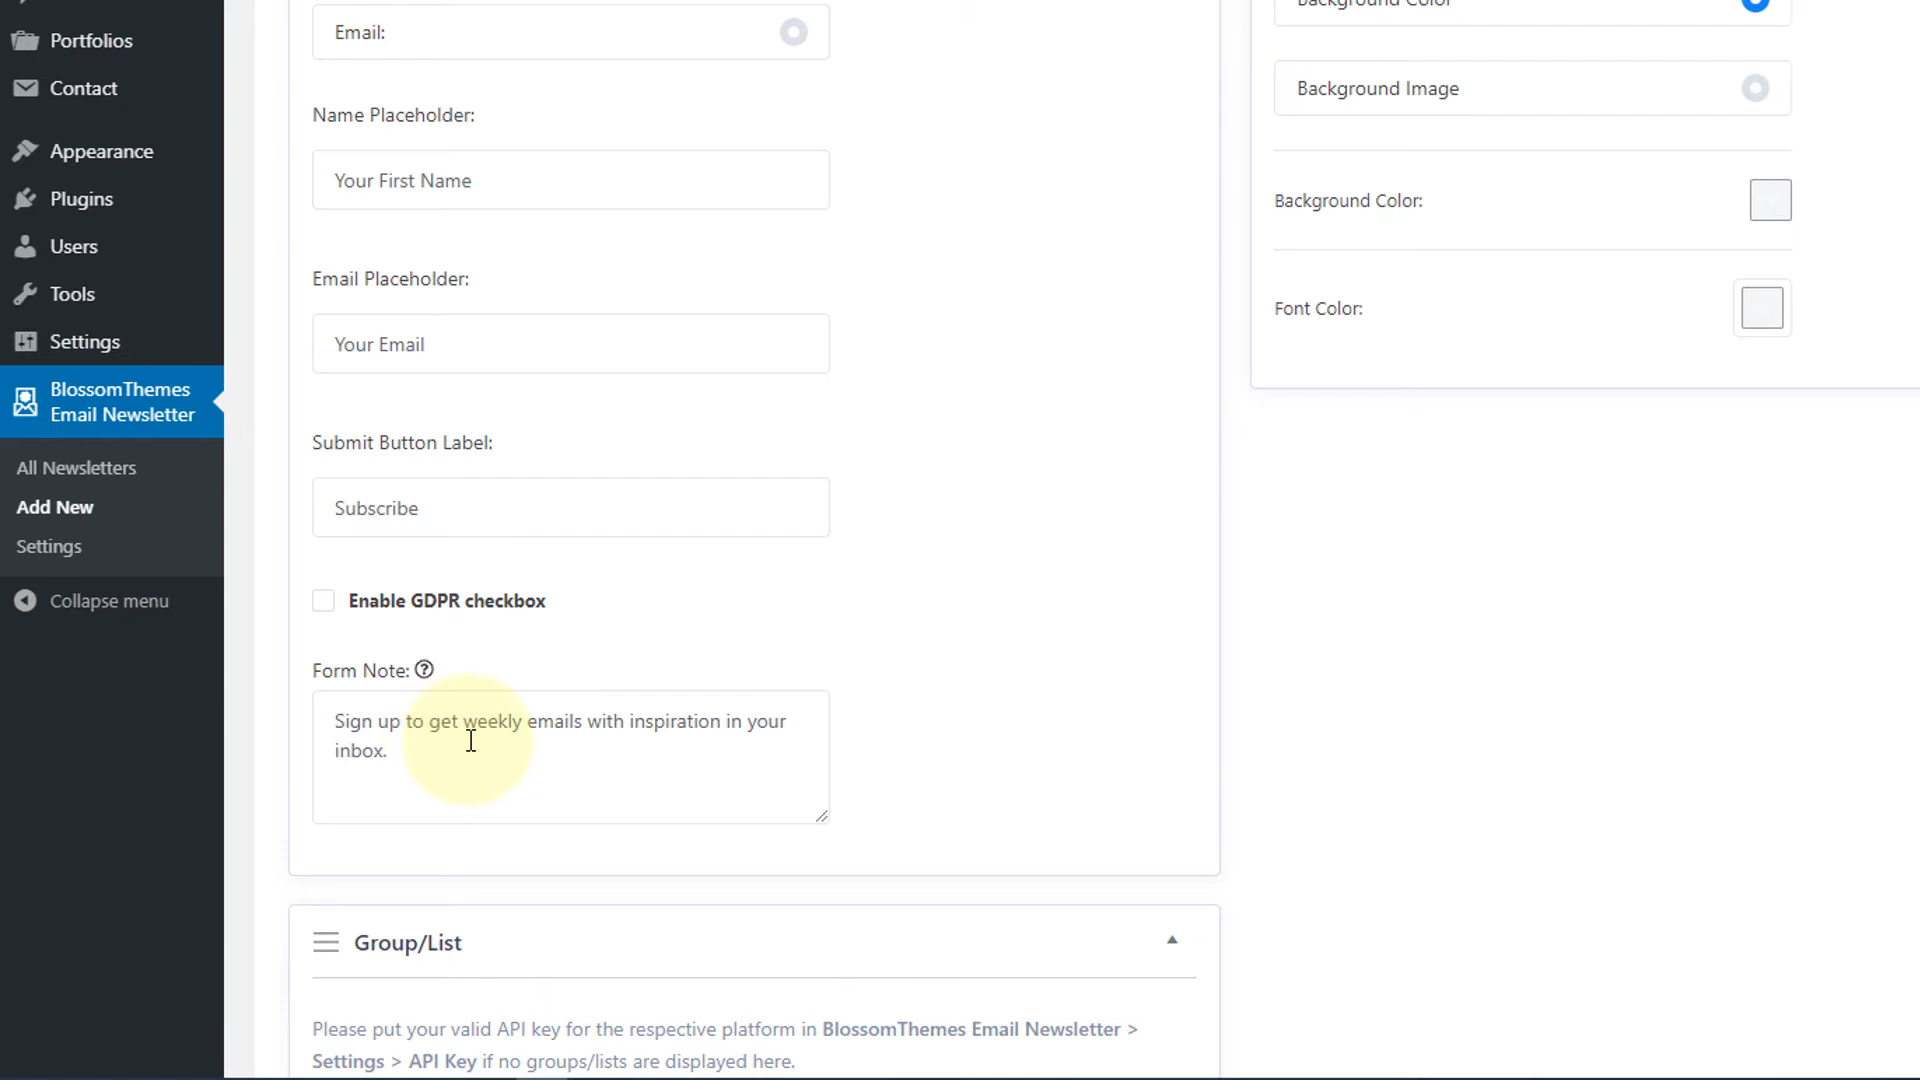 Portfolios
Contact
Appearance
Plugins
Users
Tools
Settings
BlossomThemes
Email Newsletter
All Newsletters
Add New
Settings
Collapse menu
Email:
Name Placeholder:
Your First Name
Email Placeholder:
Your Email
Submit Button Label:
Subscribe
Enable GDPR checkbox
Form Note:
Sign up to get weekly emails with inspiration in your
inbox.
Group/List
Please put your valid API key for the respective platform in BlossomThemes Email Newsletter >
Settings > API Key if no groups/lists are displayed here.
Background Color
Background Image
Background Color:
Font Color: